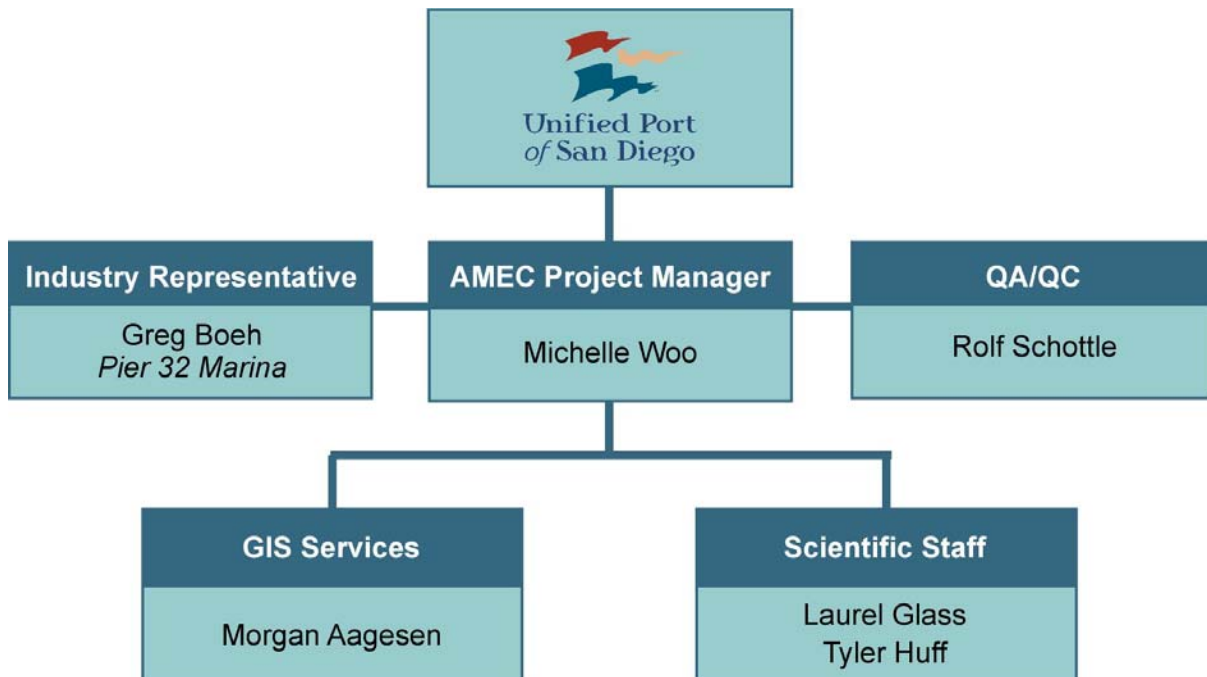 Unified Port
of San Diego
Industry Representative
Greg Boeh
Pier 32 Marina
AMEC Project Manager
Michelle Woo
QA/QC
Rolf Schottle
GIS Services
Morgan Aagesen
Scientific Staff
Laurel Glass
Tyler Huff